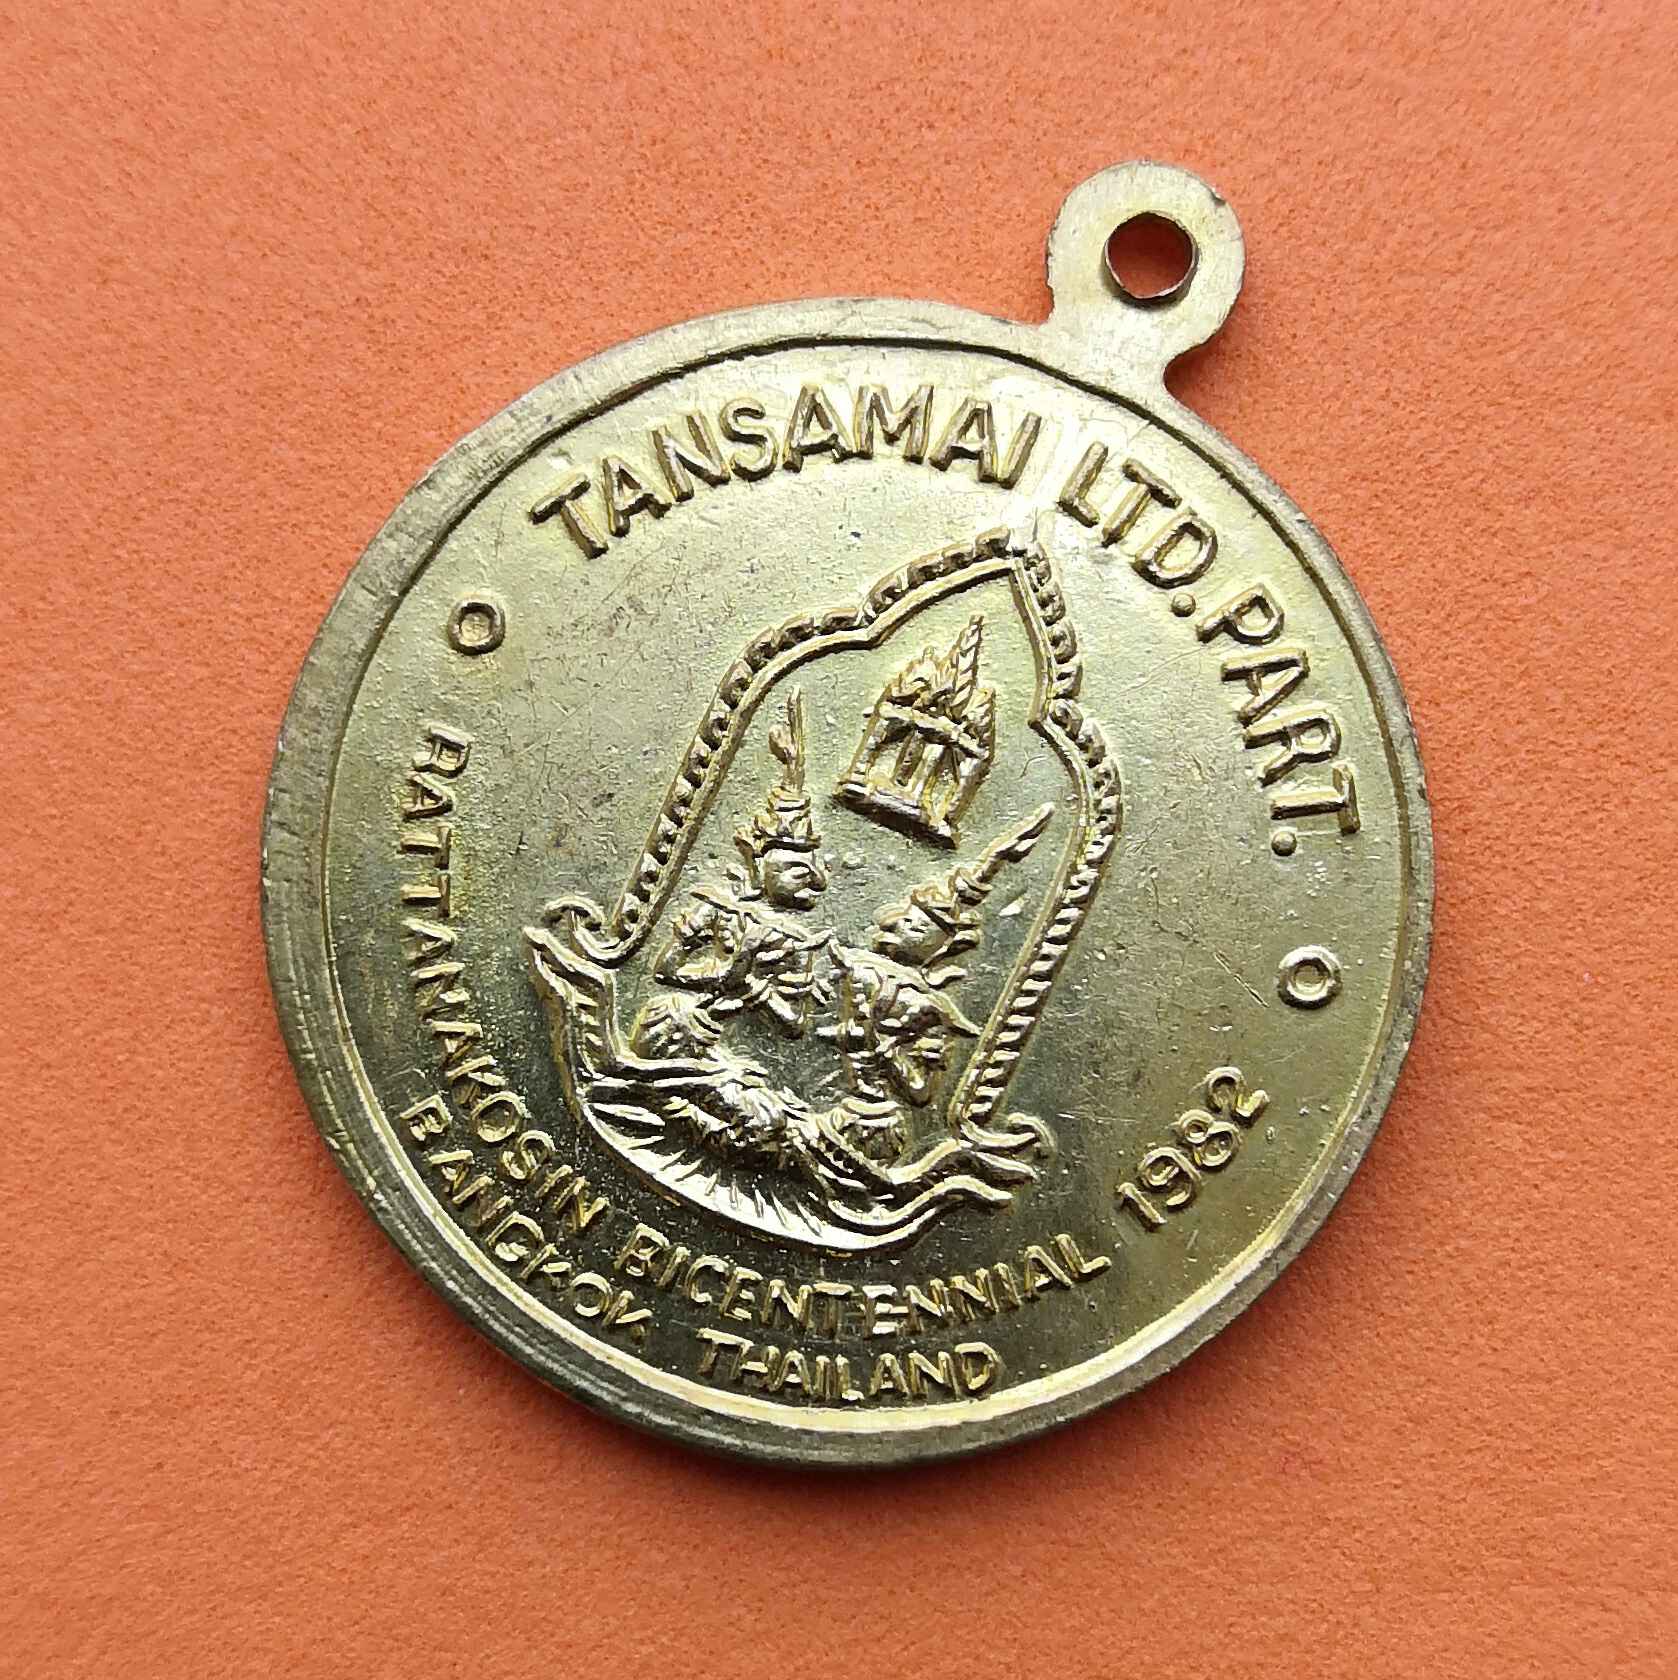 TANSAMAI LTD. PART.
RATTANAKOSIN BICENTENNIAL 1982
BANGKOK THAILAND